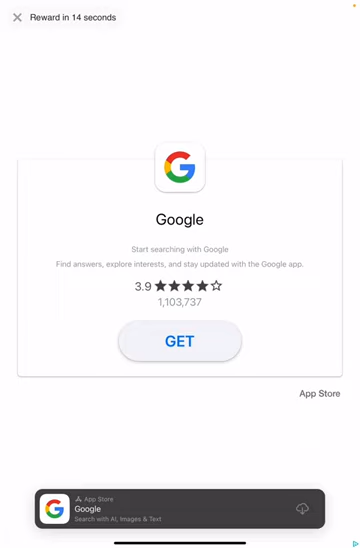 Reward in 14 seconds
Google
Start searching with Google
Find answers, explore interests, and stay updated with the Google app.
3.9
1,103,737
GET
App Store
App Store
Google
Search with AI, Images & Text